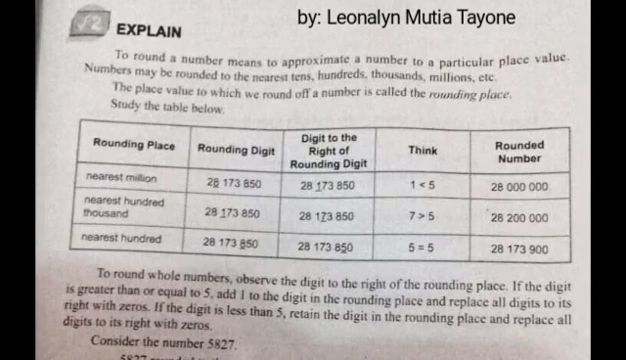 by: Leonalyn Mutia Tayone
√2 EXPLAIN
To round a number means to approximate a number to a particular place value.
Numbers may be rounded to the nearest tens, hundreds, thousands, millions, etc.
The place value to which we round off a number is called the rounding place.
Study the table below.
Rounding Place | Rounding Digit | Digit to the Right of Rounding Digit | Think | Rounded Number
nearest million | 28 173 850 | 28 173 850 | 1 < 5 | 28 000 000
nearest hundred thousand | 28 173 850 | 28 173 850 | 7 > 5 | 28 200 000
nearest hundred | 28 173 850 | 28 173 850 | 5 = 5 | 28 173 900
To round whole numbers, observe the digit to the right of the rounding place. If the digit
is greater than or equal to 5, add 1 to the digit in the rounding place and replace all digits to its
right with zeros. If the digit is less than 5, retain the digit in the rounding place and replace all
digits to its right with zeros.
Consider the number 5827.
5827